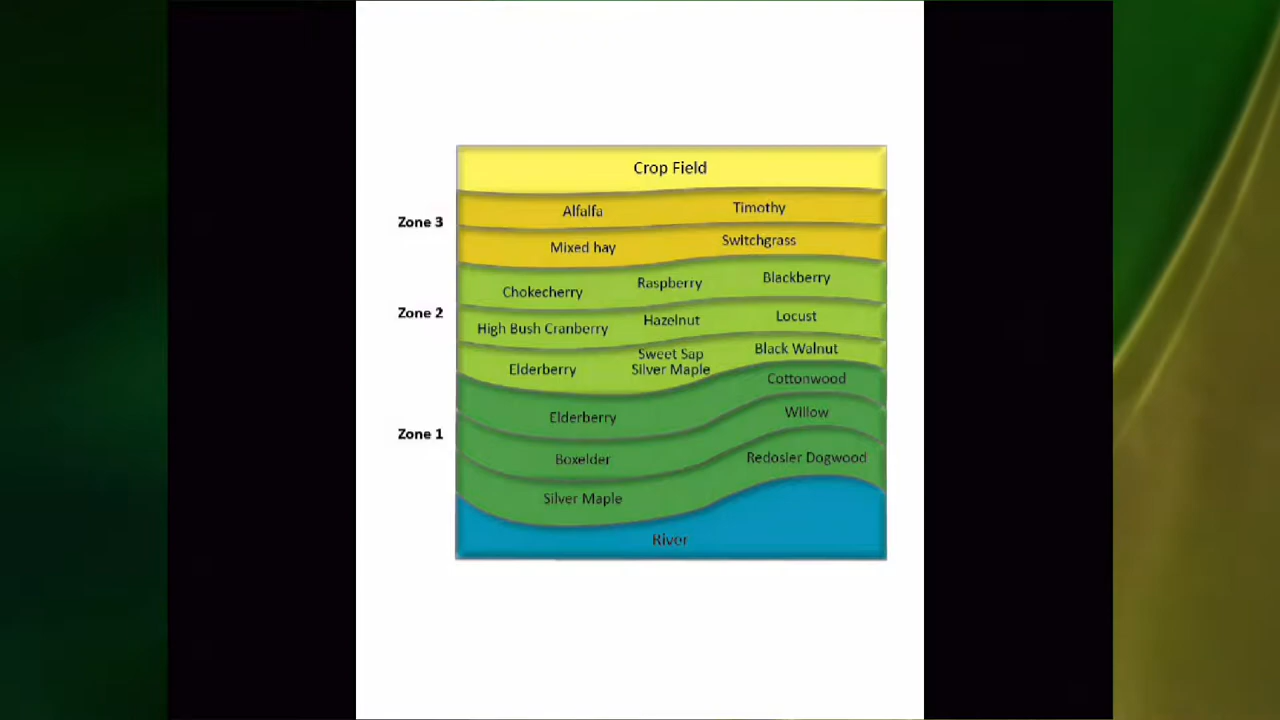 Crop Field
Zone 3
Alfalfa
Timothy
Mixed hay
Switchgrass
Zone 2
Chokecherry
Raspberry
Blackberry
High Bush Cranberry
Hazelnut
Locust
Elderberry
Sweet Sap
Silver Maple
Black Walnut
Zone 1
Cottonwood
Elderberry
Willow
Boxelder
Redosier Dogwood
Silver Maple
River